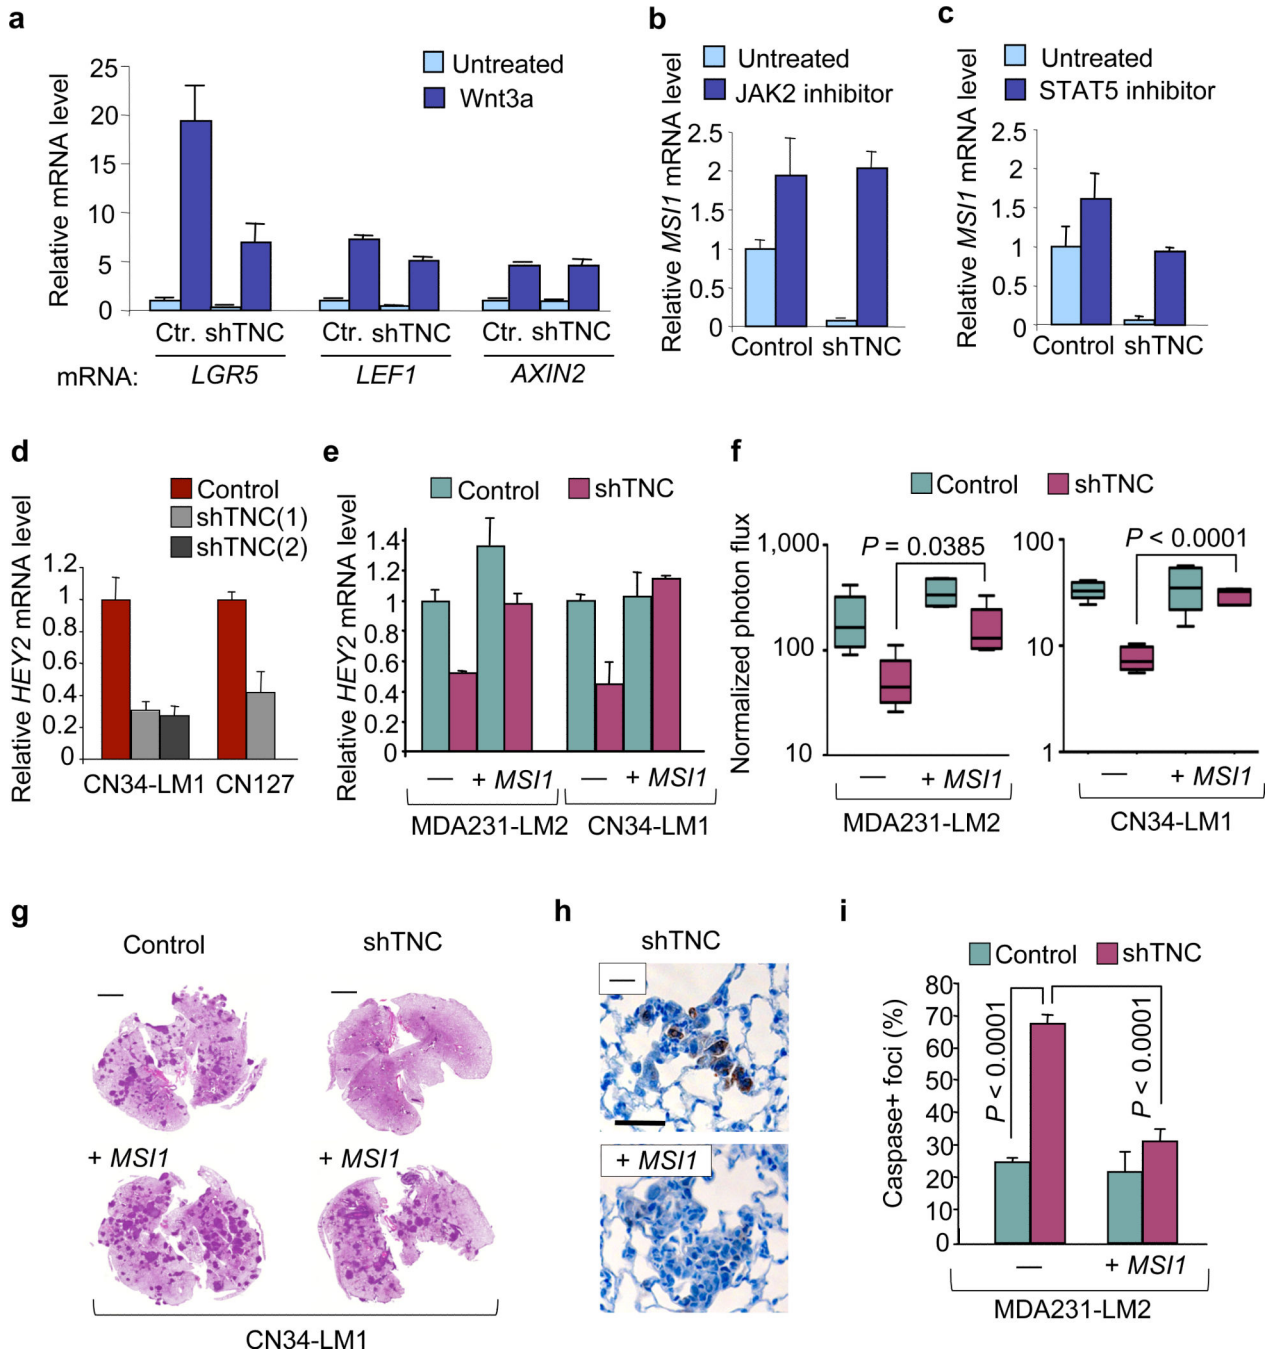 a
Untreated
Wnt3a
Relative mRNA level
25
20
15
10
5
0
Ctr. shTNC Ctr. shTNC Ctr. shTNC
mRNA: LGR5 LEF1 AXIN2
b
Untreated
JAK2 inhibitor
Relative MSI1 mRNA level
2.5
2
1.5
1
0.5
0
Control shTNC
c
Untreated
STAT5 inhibitor
Relative MSI1 mRNA level
2.5
2
1.5
1
0.5
0
Control shTNC
d
Control
shTNC(1)
shTNC(2)
Relative HEY2 mRNA level
1.2
1
0.8
0.6
0.4
0.2
0
CN34-LM1 CN127
e
Control shTNC
Relative HEY2 mRNA level
1.4
1.2
1
0.8
0.6
0.4
0.2
0
— + MSI1 — + MSI1
MDA231-LM2 CN34-LM1
f
Control shTNC
Normalized photon flux
1,000
100
10
P = 0.0385
— + MSI1
MDA231-LM2
100
10
1
P < 0.0001
— + MSI1
CN34-LM1
g
Control shTNC
+ MSI1 + MSI1
CN34-LM1
h
shTNC
—
+ MSI1
i
Control shTNC
Caspase+ foci (%)
80
70
60
50
40
30
20
10
0
P < 0.0001
P < 0.0001
— + MSI1
MDA231-LM2